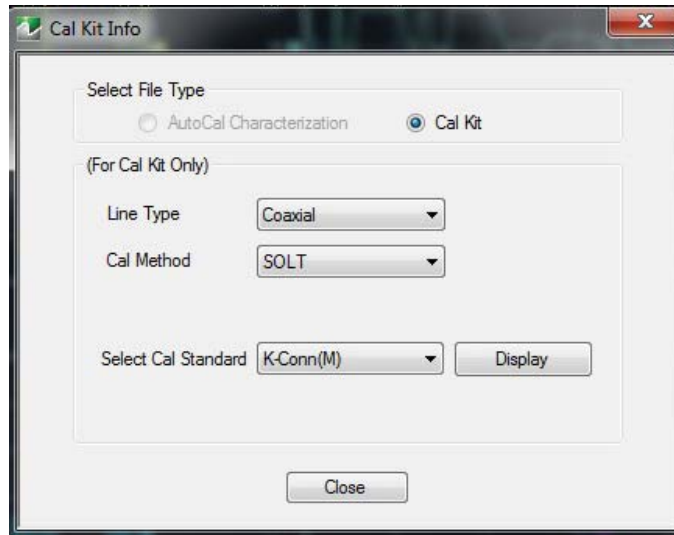 Cal Kit Info
Select File Type
AutoCal Characterization Cal Kit
(For Cal Kit Only)
Line Type Coaxial
Cal Method SOLT
Select Cal Standard K-Conn(M) Display
Close